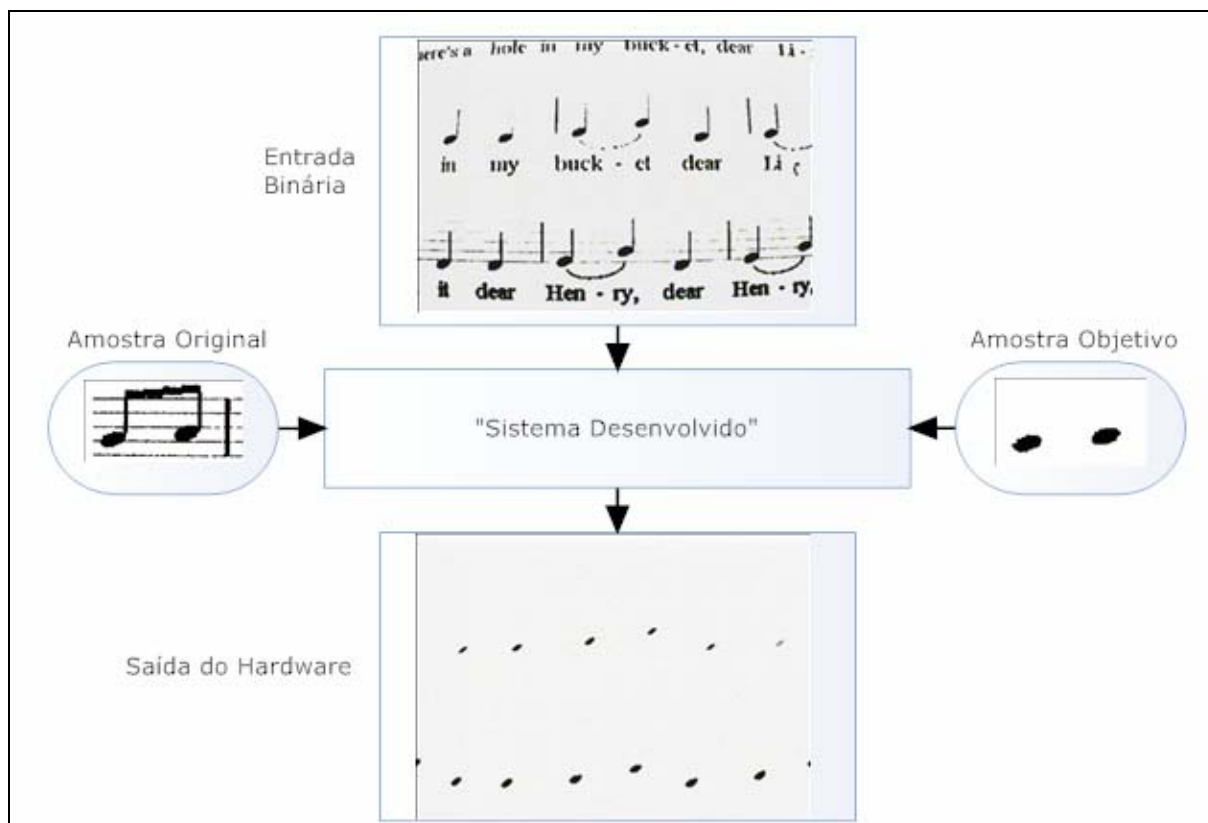 here's a hole in my buck - et, dear Li -
Entrada
Binária
in my buck - et dear Li
it dear Hen - ry, dear Hen - ry,
Amostra Original
Amostra Objetivo
"Sistema Desenvolvido"
Saída do Hardware